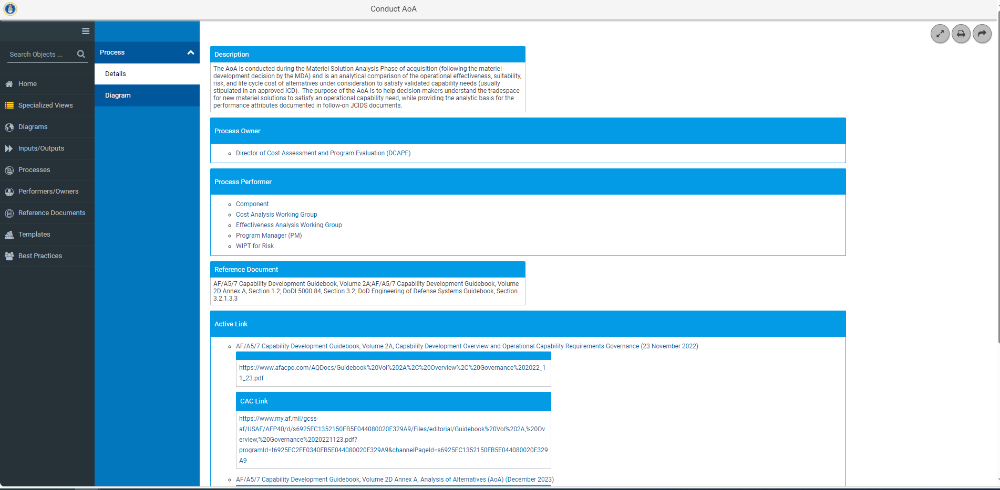 Conduct AoA
Search Objects ...
Home
Specialized Views
Diagrams
Inputs/Outputs
Processes
Performers/Owners
Reference Documents
Templates
Best Practices
Process
Details
Diagram
Description
The AoA is conducted during the Materiel Solution Analysis Phase of acquisition (following the materiel
development decision by the MDA) and is an analytical comparison of the operational effectiveness, suitability,
risk, and life cycle cost of alternatives under consideration to satisfy validated capability needs (usually
stipulated in an approved ICD).  The purpose of the AoA is to help decision-makers understand the tradespace
for new materiel solutions to satisfy an operational capability need, while providing the analytic basis for the
performance attributes documented in follow-on JCIDS documents.
Process Owner
Director of Cost Assessment and Program Evaluation (DCAPE)
Process Performer
Component
Cost Analysis Working Group
Effectiveness Analysis Working Group
Program Manager (PM)
WIPT for Risk
Reference Document
AF/A5/7 Capability Development Guidebook, Volume 2A;AF/A5/7 Capability Development Guidebook, Volume
2D Annex A, Section 1.2; DoDI 5000.84, Section 3.2; DoD Engineering of Defense Systems Guidebook, Section
3.2.1.3.3
Active Link
AF/A5/7 Capability Development Guidebook, Volume 2A, Capability Development Overview and Operational Capability Requirements Governance (23 November 2022)
https://www.afacpo.com/AQDocs/Guidebook%20Vol%202A%2C%20Overview%2C%20Governance%202022_1
1_23.pdf
CAC Link
https://www.my.af.mil/gcss-
af/USAF/AFP40/d/s6925EC1352150FB5E044080020E329A9/Files/editorial/Guidebook%20Vol%202A,%20Ov
erview,%20Governance%2020221123.pdf?
programId=t6925EC2FF0340FB5E044080020E329A9&channelPageId=s6925EC1352150FB5E044080020E329
A9
AF/A5/7 Capability Development Guidebook, Volume 2D Annex A, Analysis of Alternatives (AoA) (December 2023)